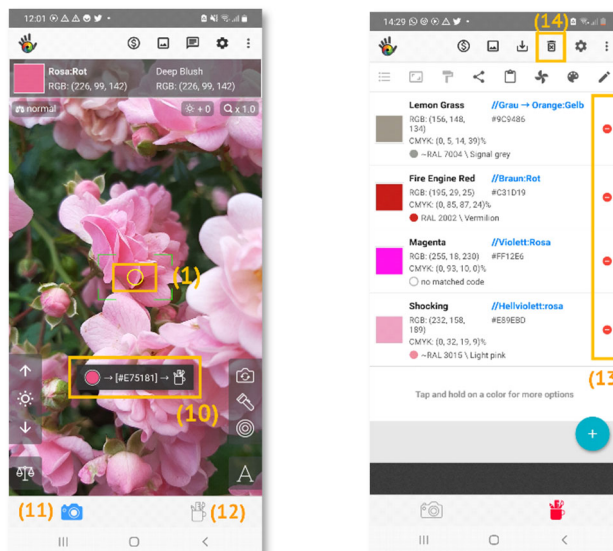 12:01
Rosa:Rot
RGB: (226, 99, 142)
Deep Blush
RGB: (226, 99, 142)
normal
+ 0
x 1.0
(1)
→ [#E75181] →
(10)
A
(11)
(12)
14:29
(14)
Lemon Grass
//Grau → Orange:Gelb
RGB: (156, 148, 134)
#9C9486
CMYK: (0, 5, 14, 39)%
~RAL 7004 \ Signal grey
Fire Engine Red
//Braun:Rot
RGB: (195, 29, 25)
#C31D19
CMYK: (0, 85, 87, 24)%
RAL 2002 \ Vermilion
Magenta
//Violett:Rosa
RGB: (255, 18, 230)
#FF12E6
CMYK: (0, 93, 10, 0)%
no matched code
Shocking
//Hellviolett:rosa
RGB: (232, 158, 189)
#E89EBD
CMYK: (0, 32, 19, 9)%
~RAL 3015 \ Light pink
(13
Tap and hold on a color for more options
+